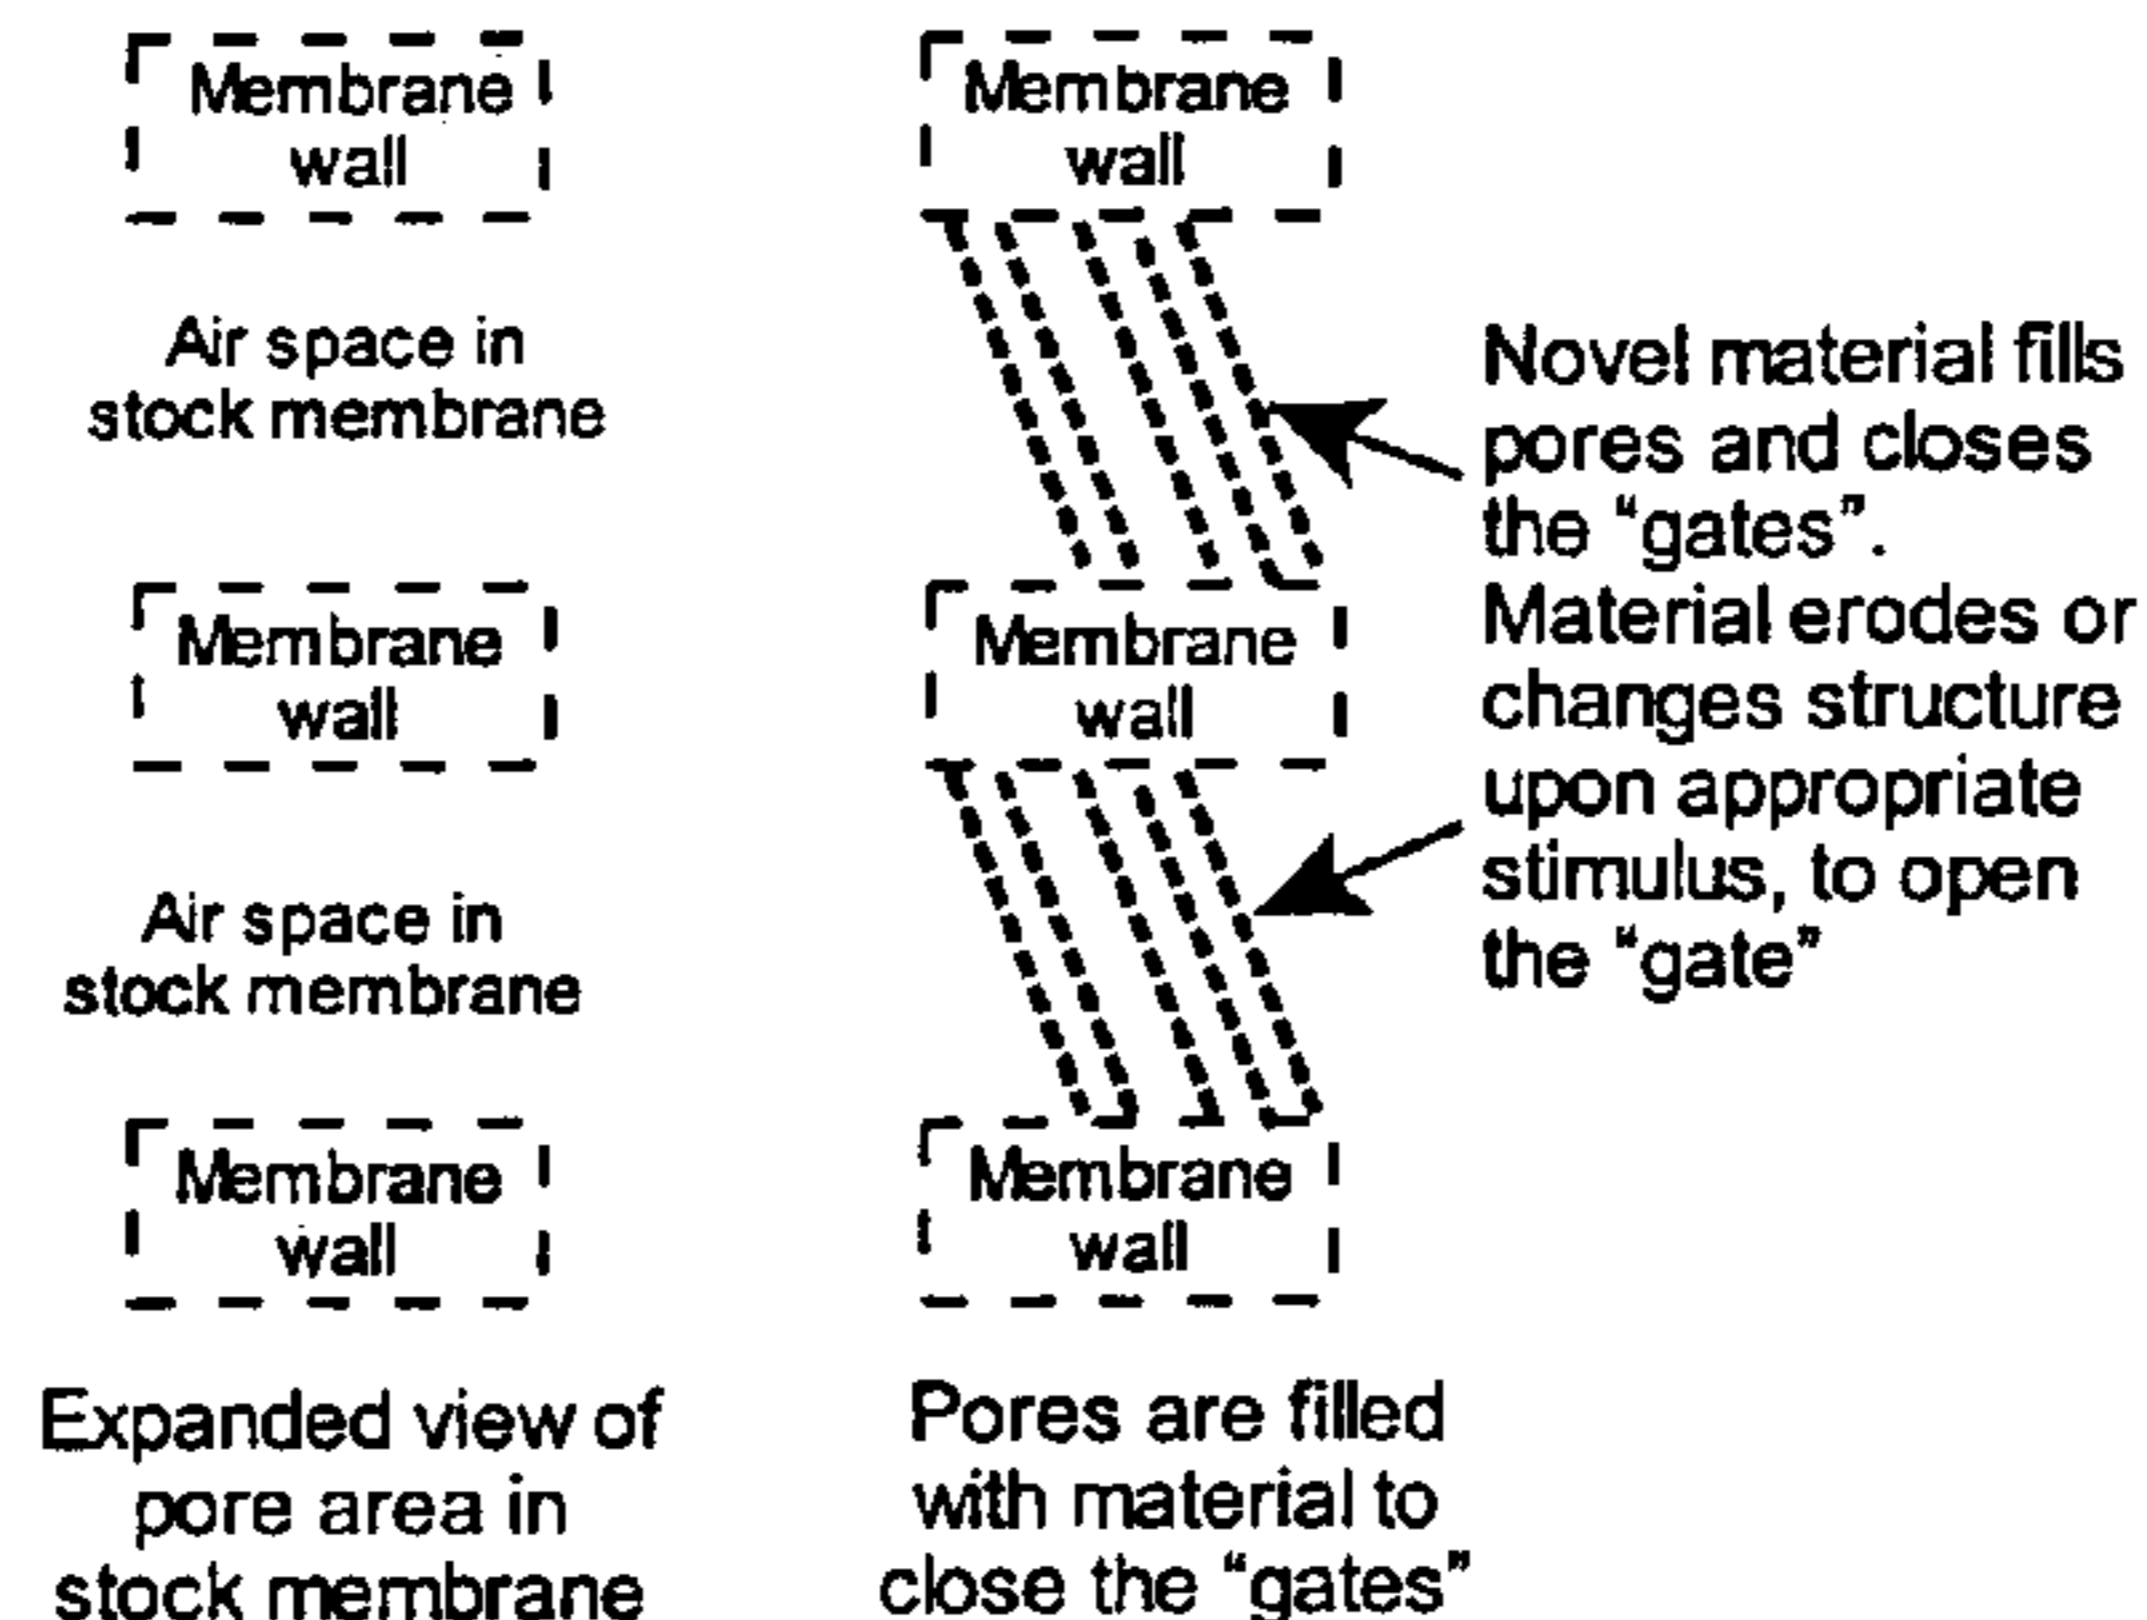 Membrane
wall
Air space in
stock membrane
Membrane
wall
Air space in
stock membrane
Membrane
wall
Expanded view of
pore area in
stock membrane
Membrane
wall
Membrane
wall
Membrane
wall
Pores are filled
with material to
close the “gates”
Novel material fills
pores and closes
the “gates”.
Material erodes or
changes structure
upon appropriate
stimulus, to open
the “gate”